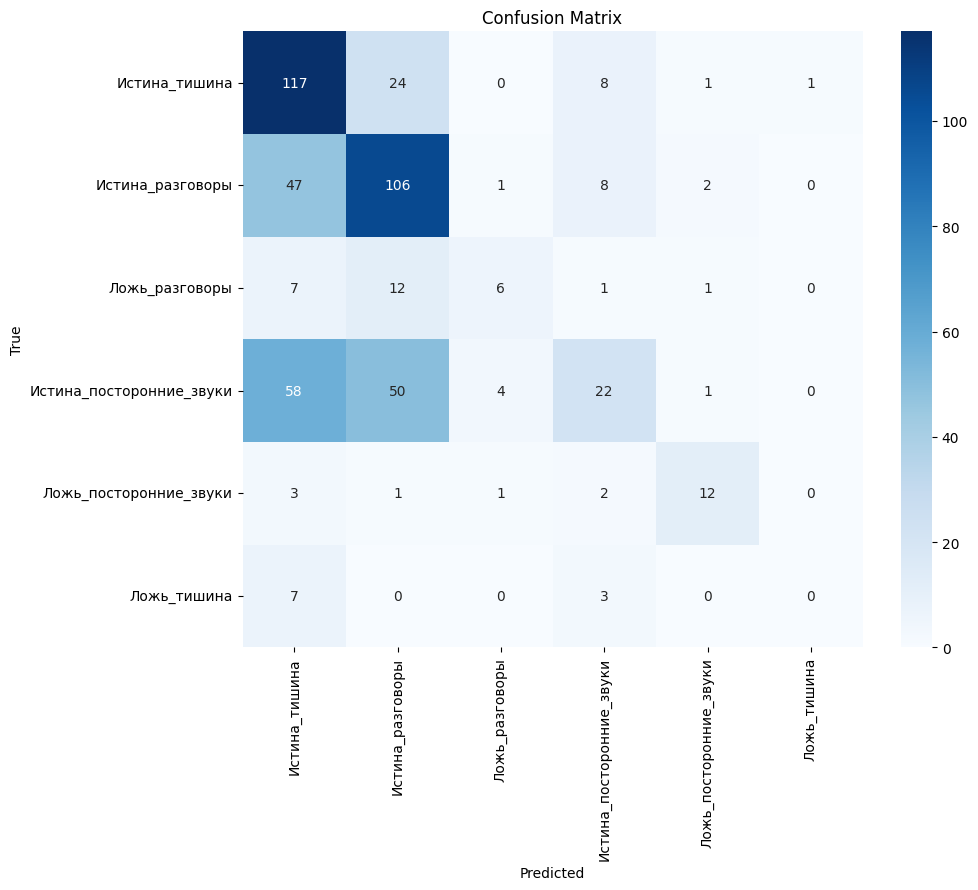 Confusion Matrix
True
Истина_тишина 117 24 0 8 1 1
Истина_разговоры 47 106 1 8 2 0
Ложь_разговоры 7 12 6 1 1 0
Истина_посторонние_звуки 58 50 4 22 1 0
Ложь_посторонние_звуки 3 1 1 2 12 0
Ложь_тишина 7 0 0 3 0 0
Истина_тишина
Истина_разговоры
Ложь_разговоры
Истина_посторонние_звуки
Ложь_посторонние_звуки
Ложь_тишина
Predicted
100
80
60
40
20
0